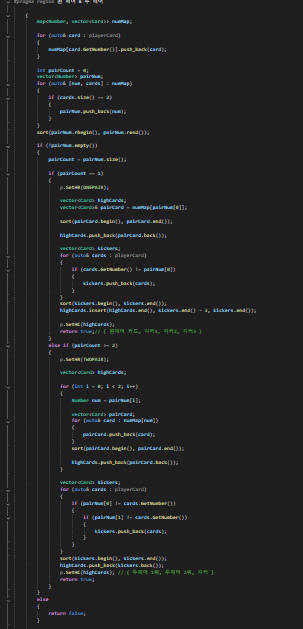 #pragma region 원 페어 & 투 페어
{
map<Number, vector<Card>> numMap;
for (auto& card : playerCard)
{
numMap[card.GetNumber()].push_back(card);
}
int pairCount = 0;
vector<Number> pairNum;
for (auto& [num, cards] : numMap)
{
if (cards.size() == 2)
{
pairNum.push_back(num);
}
}
sort(pairNum.rbegin(), pairNum.rend());
if (!pairNum.empty())
{
pairCount = pairNum.size();
if (pairCount == 1)
{
p.SetHR(ONEPAIR);
vector<Card> highCards;
vector<Card>& pairCard = numMap[pairNum[0]];
sort(pairCard.begin(), pairCard.end());
highCards.push_back(pairCard.back());
vector<Card> kickers;
for (auto& cards : playerCard)
{
if (cards.GetNumber() != pairNum[0])
{
kickers.push_back(cards);
}
}
sort(kickers.begin(), kickers.end());
highCards.insert(highCards.end(), kickers.end() - 3, kickers.end());
p.SetHC(highCards);
return true;// { 원페어 카드, 키커1, 키커2, 키커3 }
}
else if (pairCount >= 2)
{
p.SetHR(TWOPAIR);
vector<Card> highCards;
for (int i = 0; i < 2; i++)
{
Number num = pairNum[i];
vector<Card> pairCard;
for (auto& card : numMap[num])
{
pairCard.push_back(card);
}
sort(pairCard.begin(), pairCard.end());
highCards.push_back(pairCard.back());
}
vector<Card> kickers;
for (auto& cards : playerCard)
{
if (pairNum[0] != cards.GetNumber())
{
if (pairNum[1] != cards.GetNumber())
{
kickers.push_back(cards);
}
}
}
sort(kickers.begin(), kickers.end());
highCards.push_back(kickers.back());
p.SetHC(highCards); // { 투페어 1위, 투페어 2위, 키커 }
return true;
}
}
else
{
return false;
}
}